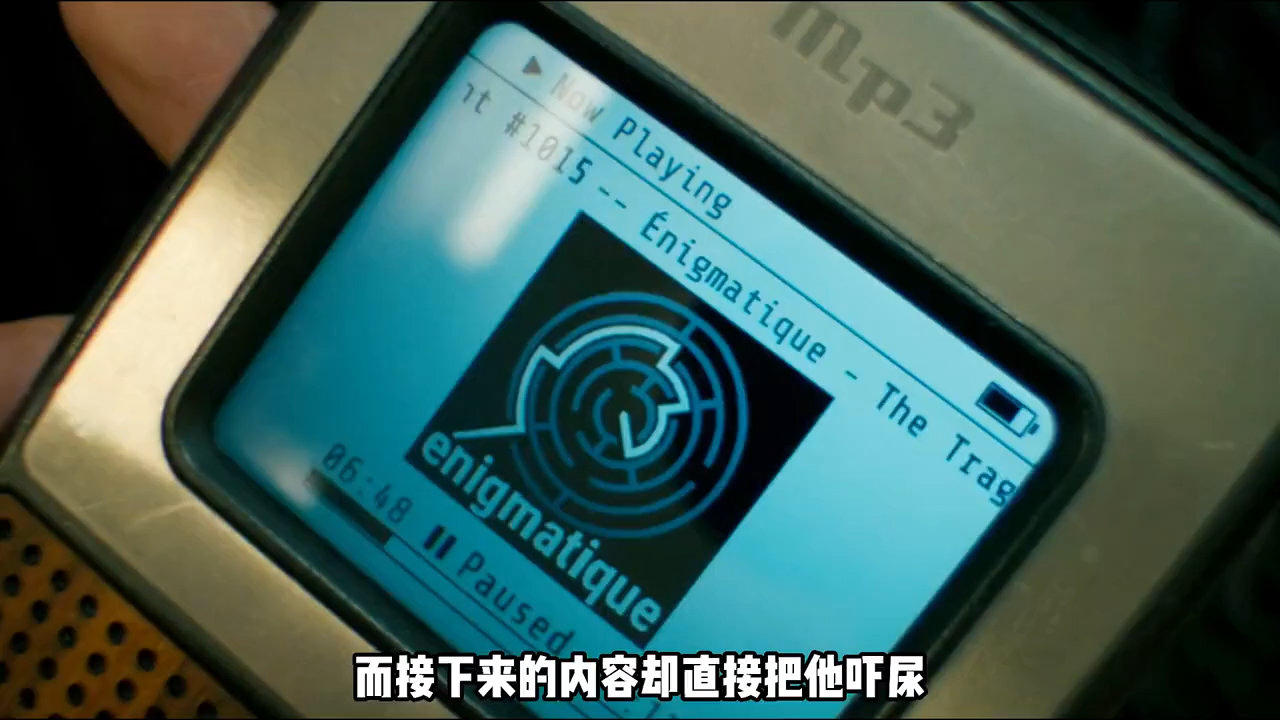 mp3
Now Playing
nt #1015 -- Énigmatique - The Trag
enigmatique
06:48
Paused
而接下来的内容却直接把他吓尿